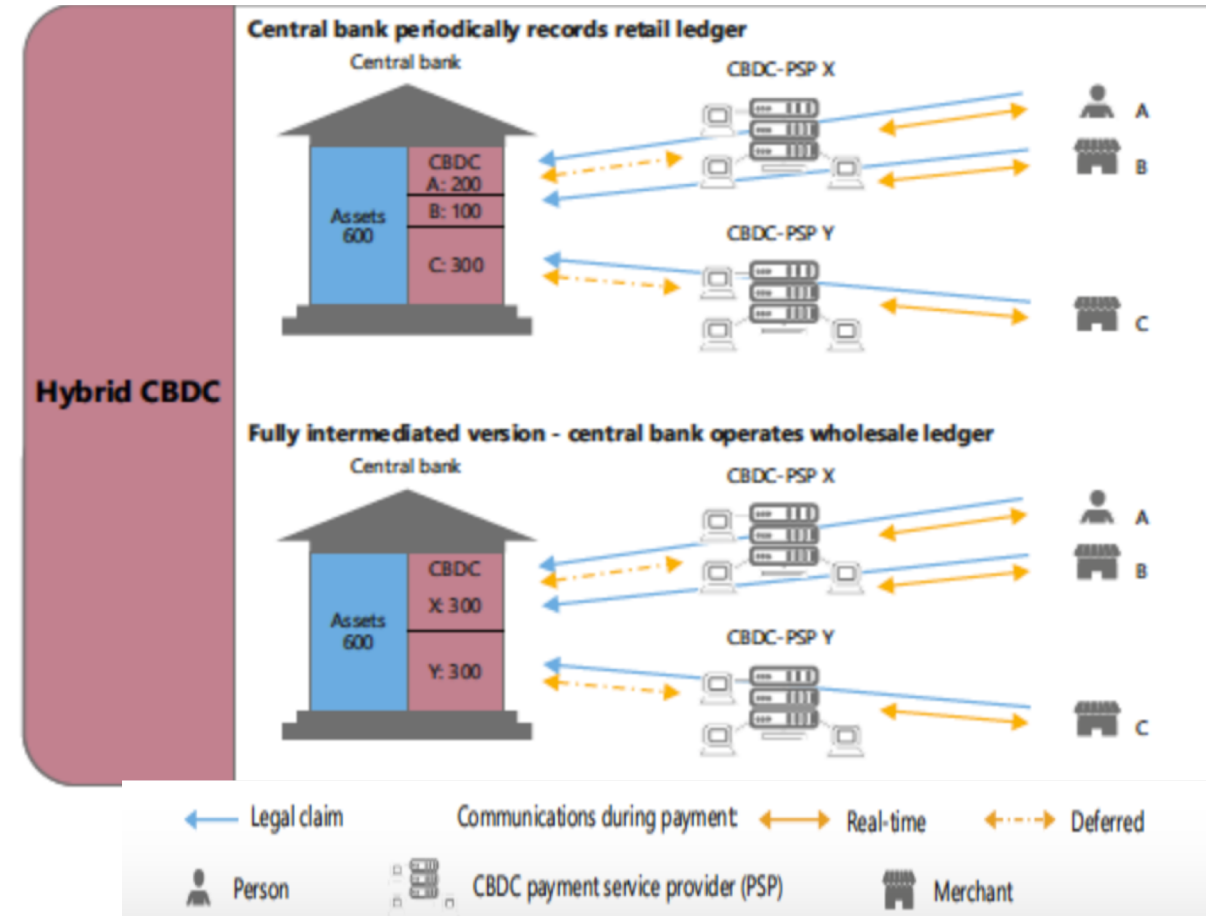 Central bank periodically records retail ledger
Central bank
CBDC-PSP X
A
CBDC
A: 200
B
B: 100
Assets
600
CBDC-PSP Y
C: 300
C
Hybrid CBDC
Fully intermediated version - central bank operates wholesale ledger
Central bank
CBDC-PSP X
A
CBDC
B
X: 300
Assets
600
CBDC-PSP Y
Y: 300
C
Legal claim
Communications during payment:
Real-time
Deferred
Person
CBDC payment service provider (PSP)
Merchant